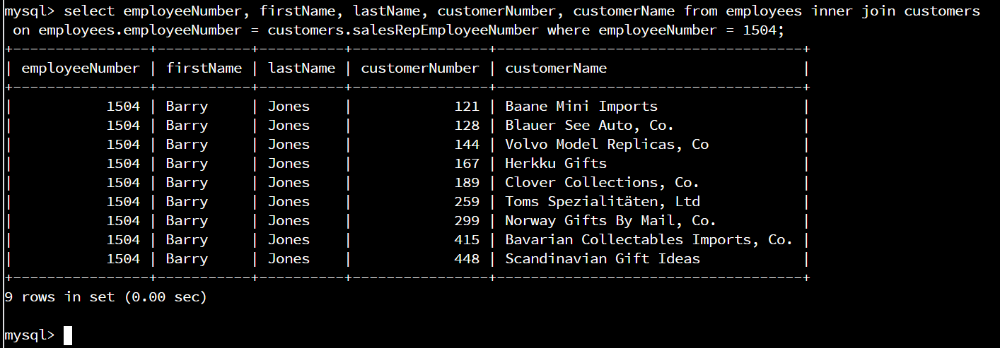 mysql> select employeeNumber, firstName, lastName, customerNumber, customerName from employees inner join customers
 on employees.employeeNumber = customers.salesRepEmployeeNumber where employeeNumber = 1504;
+----------------+-----------+----------+----------------+------------------------------------+
| employeeNumber | firstName | lastName | customerNumber | customerName                       |
+----------------+-----------+----------+----------------+------------------------------------+
|           1504 | Barry     | Jones    |            121 | Baane Mini Imports                 |
|           1504 | Barry     | Jones    |            128 | Blauer See Auto, Co.               |
|           1504 | Barry     | Jones    |            144 | Volvo Model Replicas, Co           |
|           1504 | Barry     | Jones    |            167 | Herkku Gifts                       |
|           1504 | Barry     | Jones    |            189 | Clover Collections, Co.            |
|           1504 | Barry     | Jones    |            259 | Toms Spezialitäten, Ltd            |
|           1504 | Barry     | Jones    |            299 | Norway Gifts By Mail, Co.          |
|           1504 | Barry     | Jones    |            415 | Bavarian Collectables Imports, Co. |
|           1504 | Barry     | Jones    |            448 | Scandinavian Gift Ideas            |
+----------------+-----------+----------+----------------+------------------------------------+
9 rows in set (0.00 sec)

mysql>